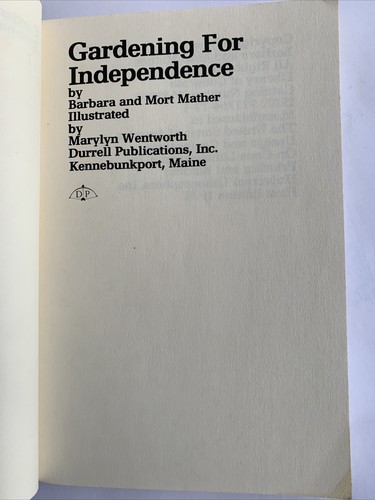 Gardening For
Independence
by
Barbara and Mort Mather
Illustrated
by
Marylyn Wentworth
Durrell Publications, Inc.
Kennebunkport, Maine
D P